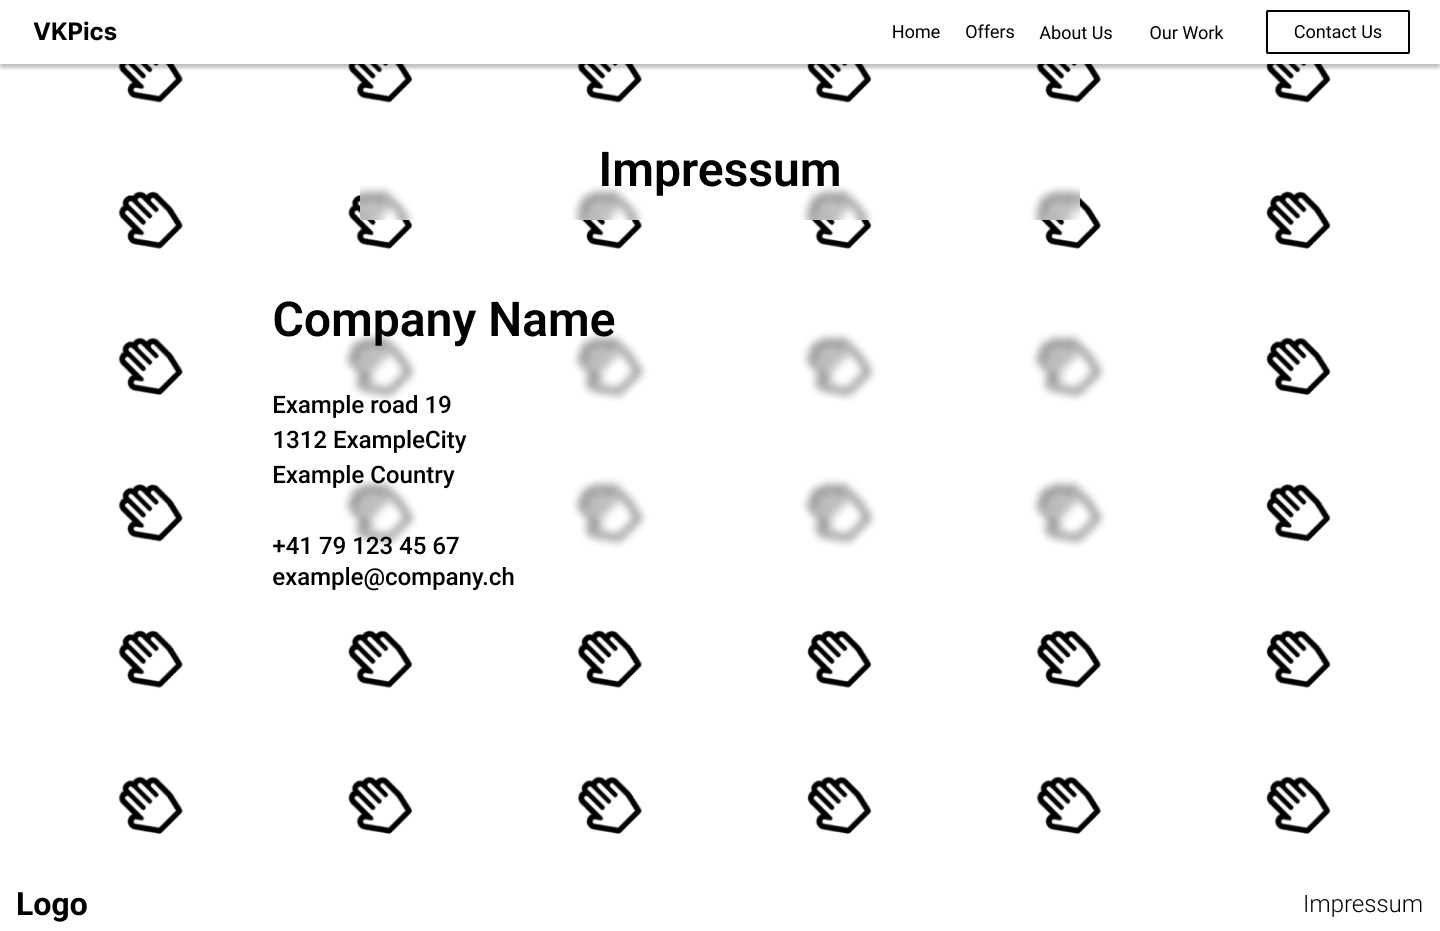 VKPics
Home
Offers
About Us
Our Work
Contact Us
Impressum
Company Name
Example road 19
1312 ExampleCity
Example Country
+41 79 123 45 67
example@company.ch
Logo
Impressum